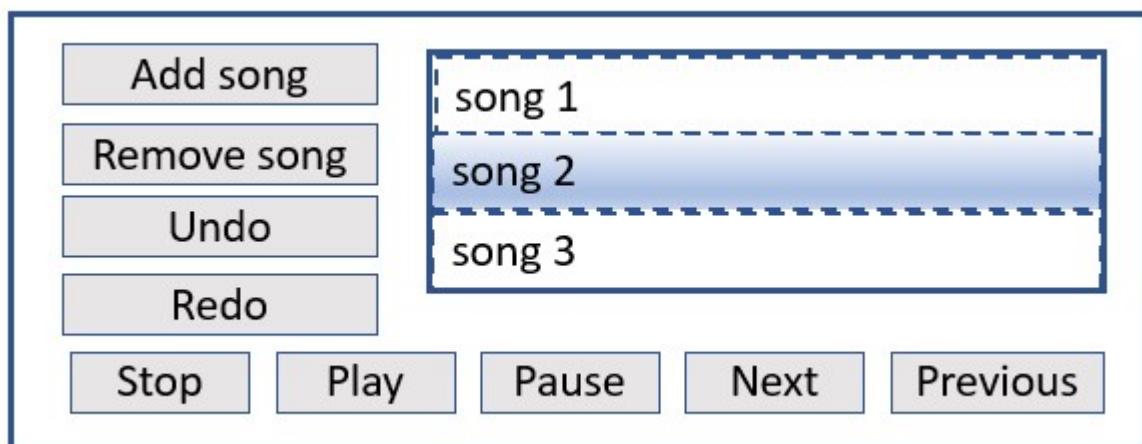 Add song
Remove song
Undo
Redo
song 1
song 2
song 3
Stop
Play
Pause
Next
Previous